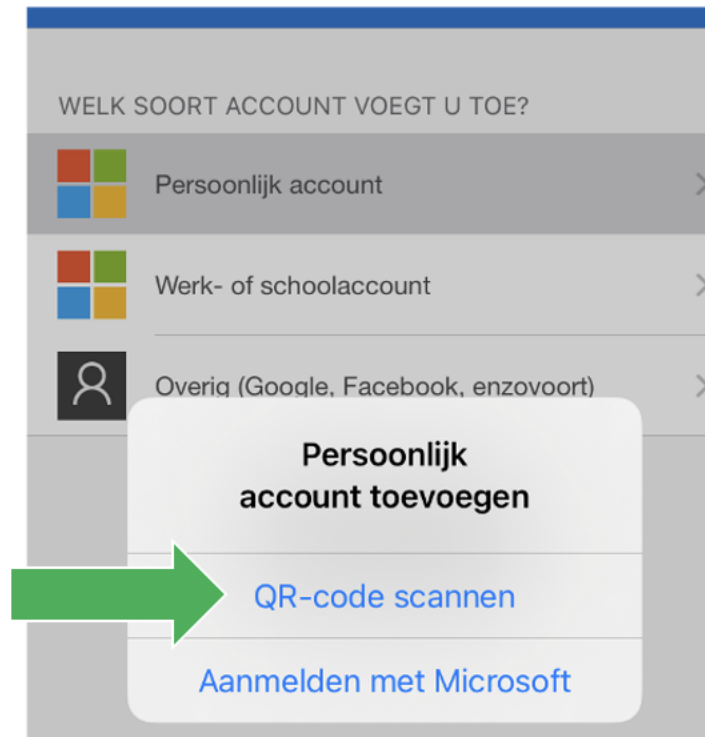 WELK SOORT ACCOUNT VOEGT U TOE?
Persoonlijk account
Werk- of schoolaccount
Overig (Google, Facebook, enzovoort)
Persoonlijk
account toevoegen
QR-code scannen
Aanmelden met Microsoft